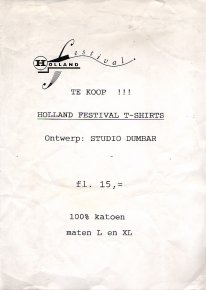 Festival
HOLLAND
TE KOOP !!!
HOLLAND FESTIVAL T-SHIRTS
Ontwerp: STUDIO DUMBAR
fl. 15,=
100% katoen
maten L en XL